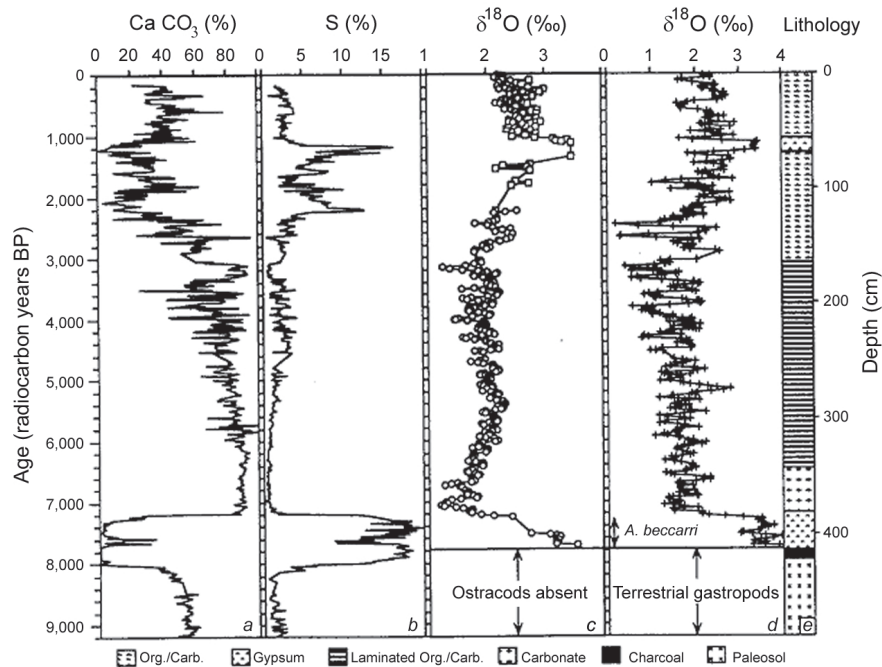 Ca CO3 (%) S (%) δ18O (‰) δ18O (‰) Lithology
0 20 40 60 80 5 10 15 1 2 3 0 1 2 3 4
0 0
1,000
100
2,000
3,000
200
4,000
5,000
300
6,000
7,000
400
8,000
9,000
Age (radiocarbon years BP)
Depth (cm)
A. beccarri
Ostracods absent Terrestrial gastropods
a b c d e
Org./Carb. Gypsum Laminated Org./Carb. Carbonate Charcoal Paleosol